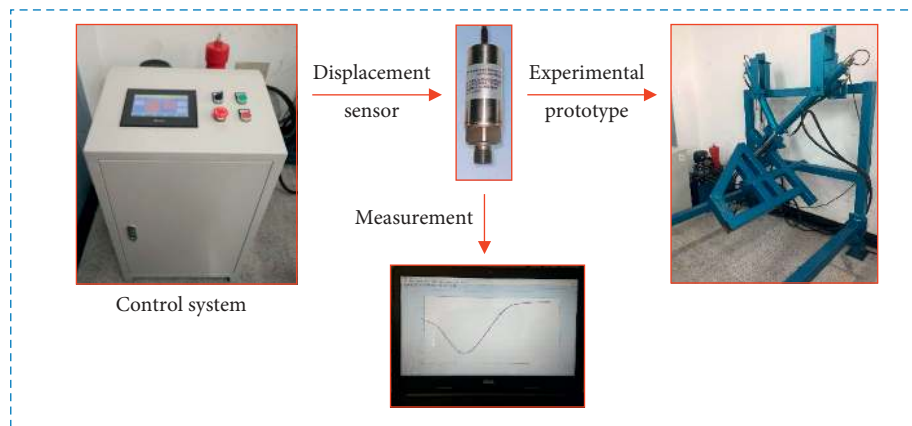 Displacement
sensor
Experimental
prototype
Measurement
Control system